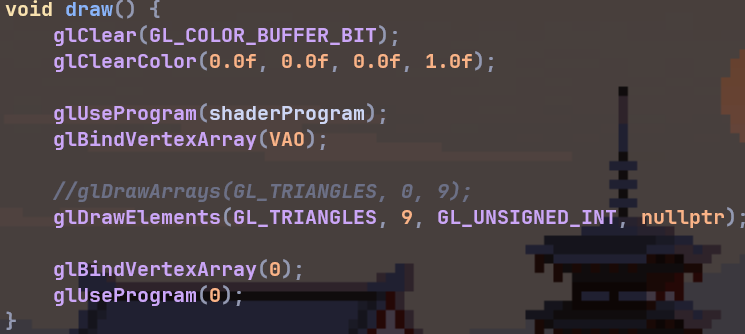 void draw() {
    glClear(GL_COLOR_BUFFER_BIT);
    glClearColor(0.0f, 0.0f, 0.0f, 1.0f);

    glUseProgram(shaderProgram);
    glBindVertexArray(VAO);

    //glDrawArrays(GL_TRIANGLES, 0, 9);
    glDrawElements(GL_TRIANGLES, 9, GL_UNSIGNED_INT, nullptr);

    glBindVertexArray(0);
    glUseProgram(0);
}